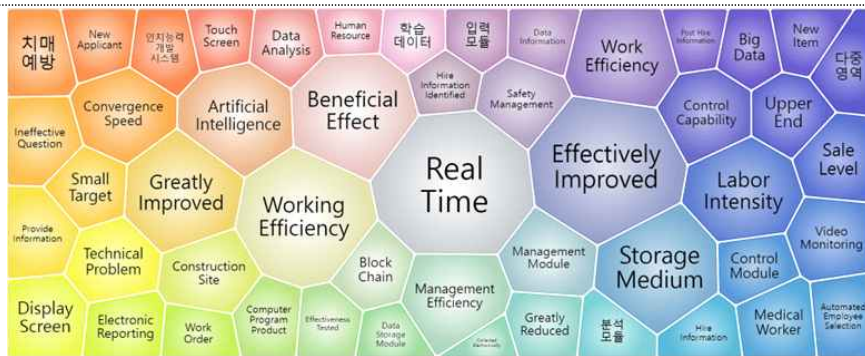 치매
예방
New
Applicant
인지능력
개발
시스템
Touch
Screen
Data
Analysis
Human
Resource
학습
데이터
입력
모듈
Data
Information
Work
Efficiency
Post Hire
Information
Big
Data
New
Item
다중
영역
Ineffective
Question
Convergence
Speed
Artificial
Intelligence
Beneficial
Effect
Hire
Information
Identified
Safety
Management
Control
Capability
Upper
End
Sale
Level
Small
Target
Greatly
Improved
Working
Efficiency
Real
Time
Effectively
Improved
Labor
Intensity
Provide
Information
Technical
Problem
Construction
Site
Block
Chain
Management
Efficiency
Management
Module
Storage
Medium
Control
Module
Video
Monitoring
Display
Screen
Electronic
Reporting
Work
Order
Computer
Program
Product
Effectiveness
Tested
Data
Storage
Module
Collected
Electronically
Greatly
Reduced
분석
모듈
Hire
Information
Medical
Worker
Automated
Employee
Selection